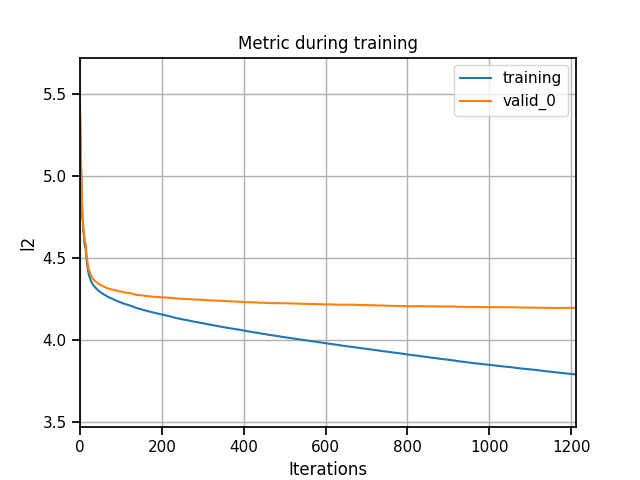 Metric during training
training
valid_0
5.5
5.0
4.5
4.0
3.5
l2
0 200 400 600 800 1000 1200
Iterations